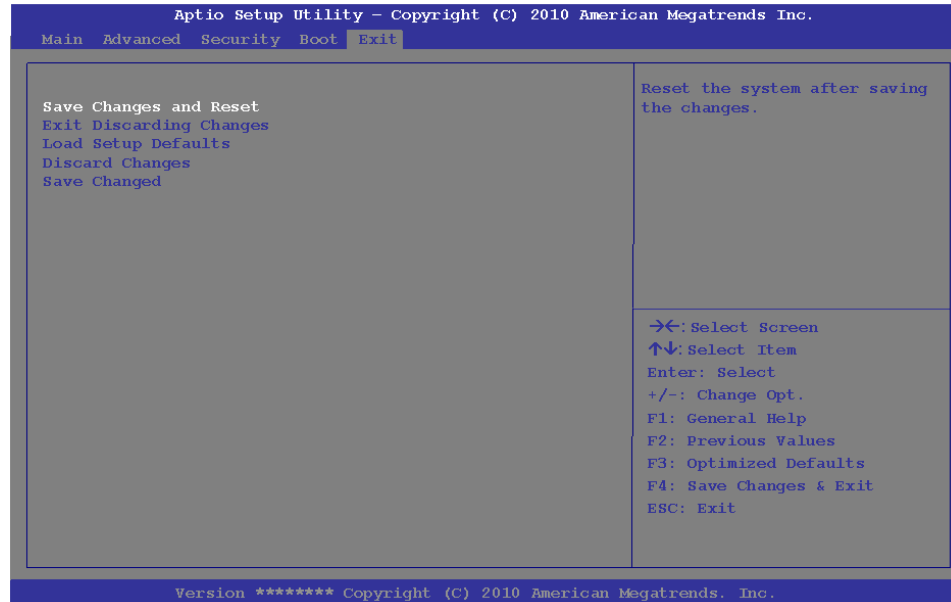 Aptio Setup Utility – Copyright (C) 2010 American Megatrends Inc.
Main Advanced Security Boot Exit
Save Changes and Reset
Exit Discarding Changes
Load Setup Defaults
Discard Changes
Save Changed
Reset the system after saving
the changes.
→←: Select Screen
↑↓: Select Item
Enter: Select
+/-: Change Opt.
F1: General Help
F2: Previous Values
F3: Optimized Defaults
F4: Save Changes & Exit
ESC: Exit
Version ******** Copyright (C) 2010 American Megatrends. Inc.